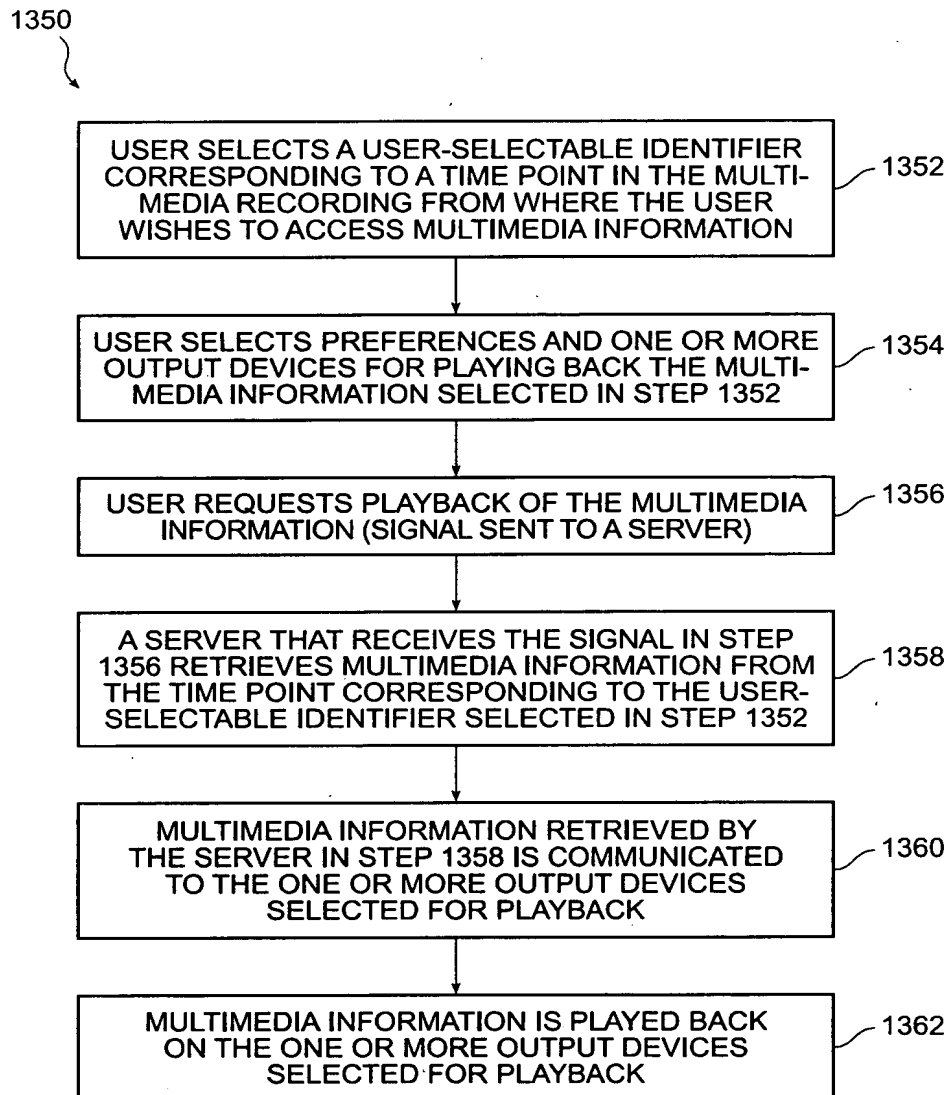 1350
USER SELECTS A USER-SELECTABLE IDENTIFIER
CORRESPONDING TO A TIME POINT IN THE MULTI-
MEDIA RECORDING FROM WHERE THE USER
WISHES TO ACCESS MULTIMEDIA INFORMATION
1352
USER SELECTS PREFERENCES AND ONE OR MORE
OUTPUT DEVICES FOR PLAYING BACK THE MULTI-
MEDIA INFORMATION SELECTED IN STEP 1352
1354
USER REQUESTS PLAYBACK OF THE MULTIMEDIA
INFORMATION (SIGNAL SENT TO A SERVER)
1356
A SERVER THAT RECEIVES THE SIGNAL IN STEP
1356 RETRIEVES MULTIMEDIA INFORMATION FROM
THE TIME POINT CORRESPONDING TO THE USER-
SELECTABLE IDENTIFIER SELECTED IN STEP 1352
1358
MULTIMEDIA INFORMATION RETRIEVED BY
THE SERVER IN STEP 1358 IS COMMUNICATED
TO THE ONE OR MORE OUTPUT DEVICES
SELECTED FOR PLAYBACK
1360
MULTIMEDIA INFORMATION IS PLAYED BACK
ON THE ONE OR MORE OUTPUT DEVICES
SELECTED FOR PLAYBACK
1362